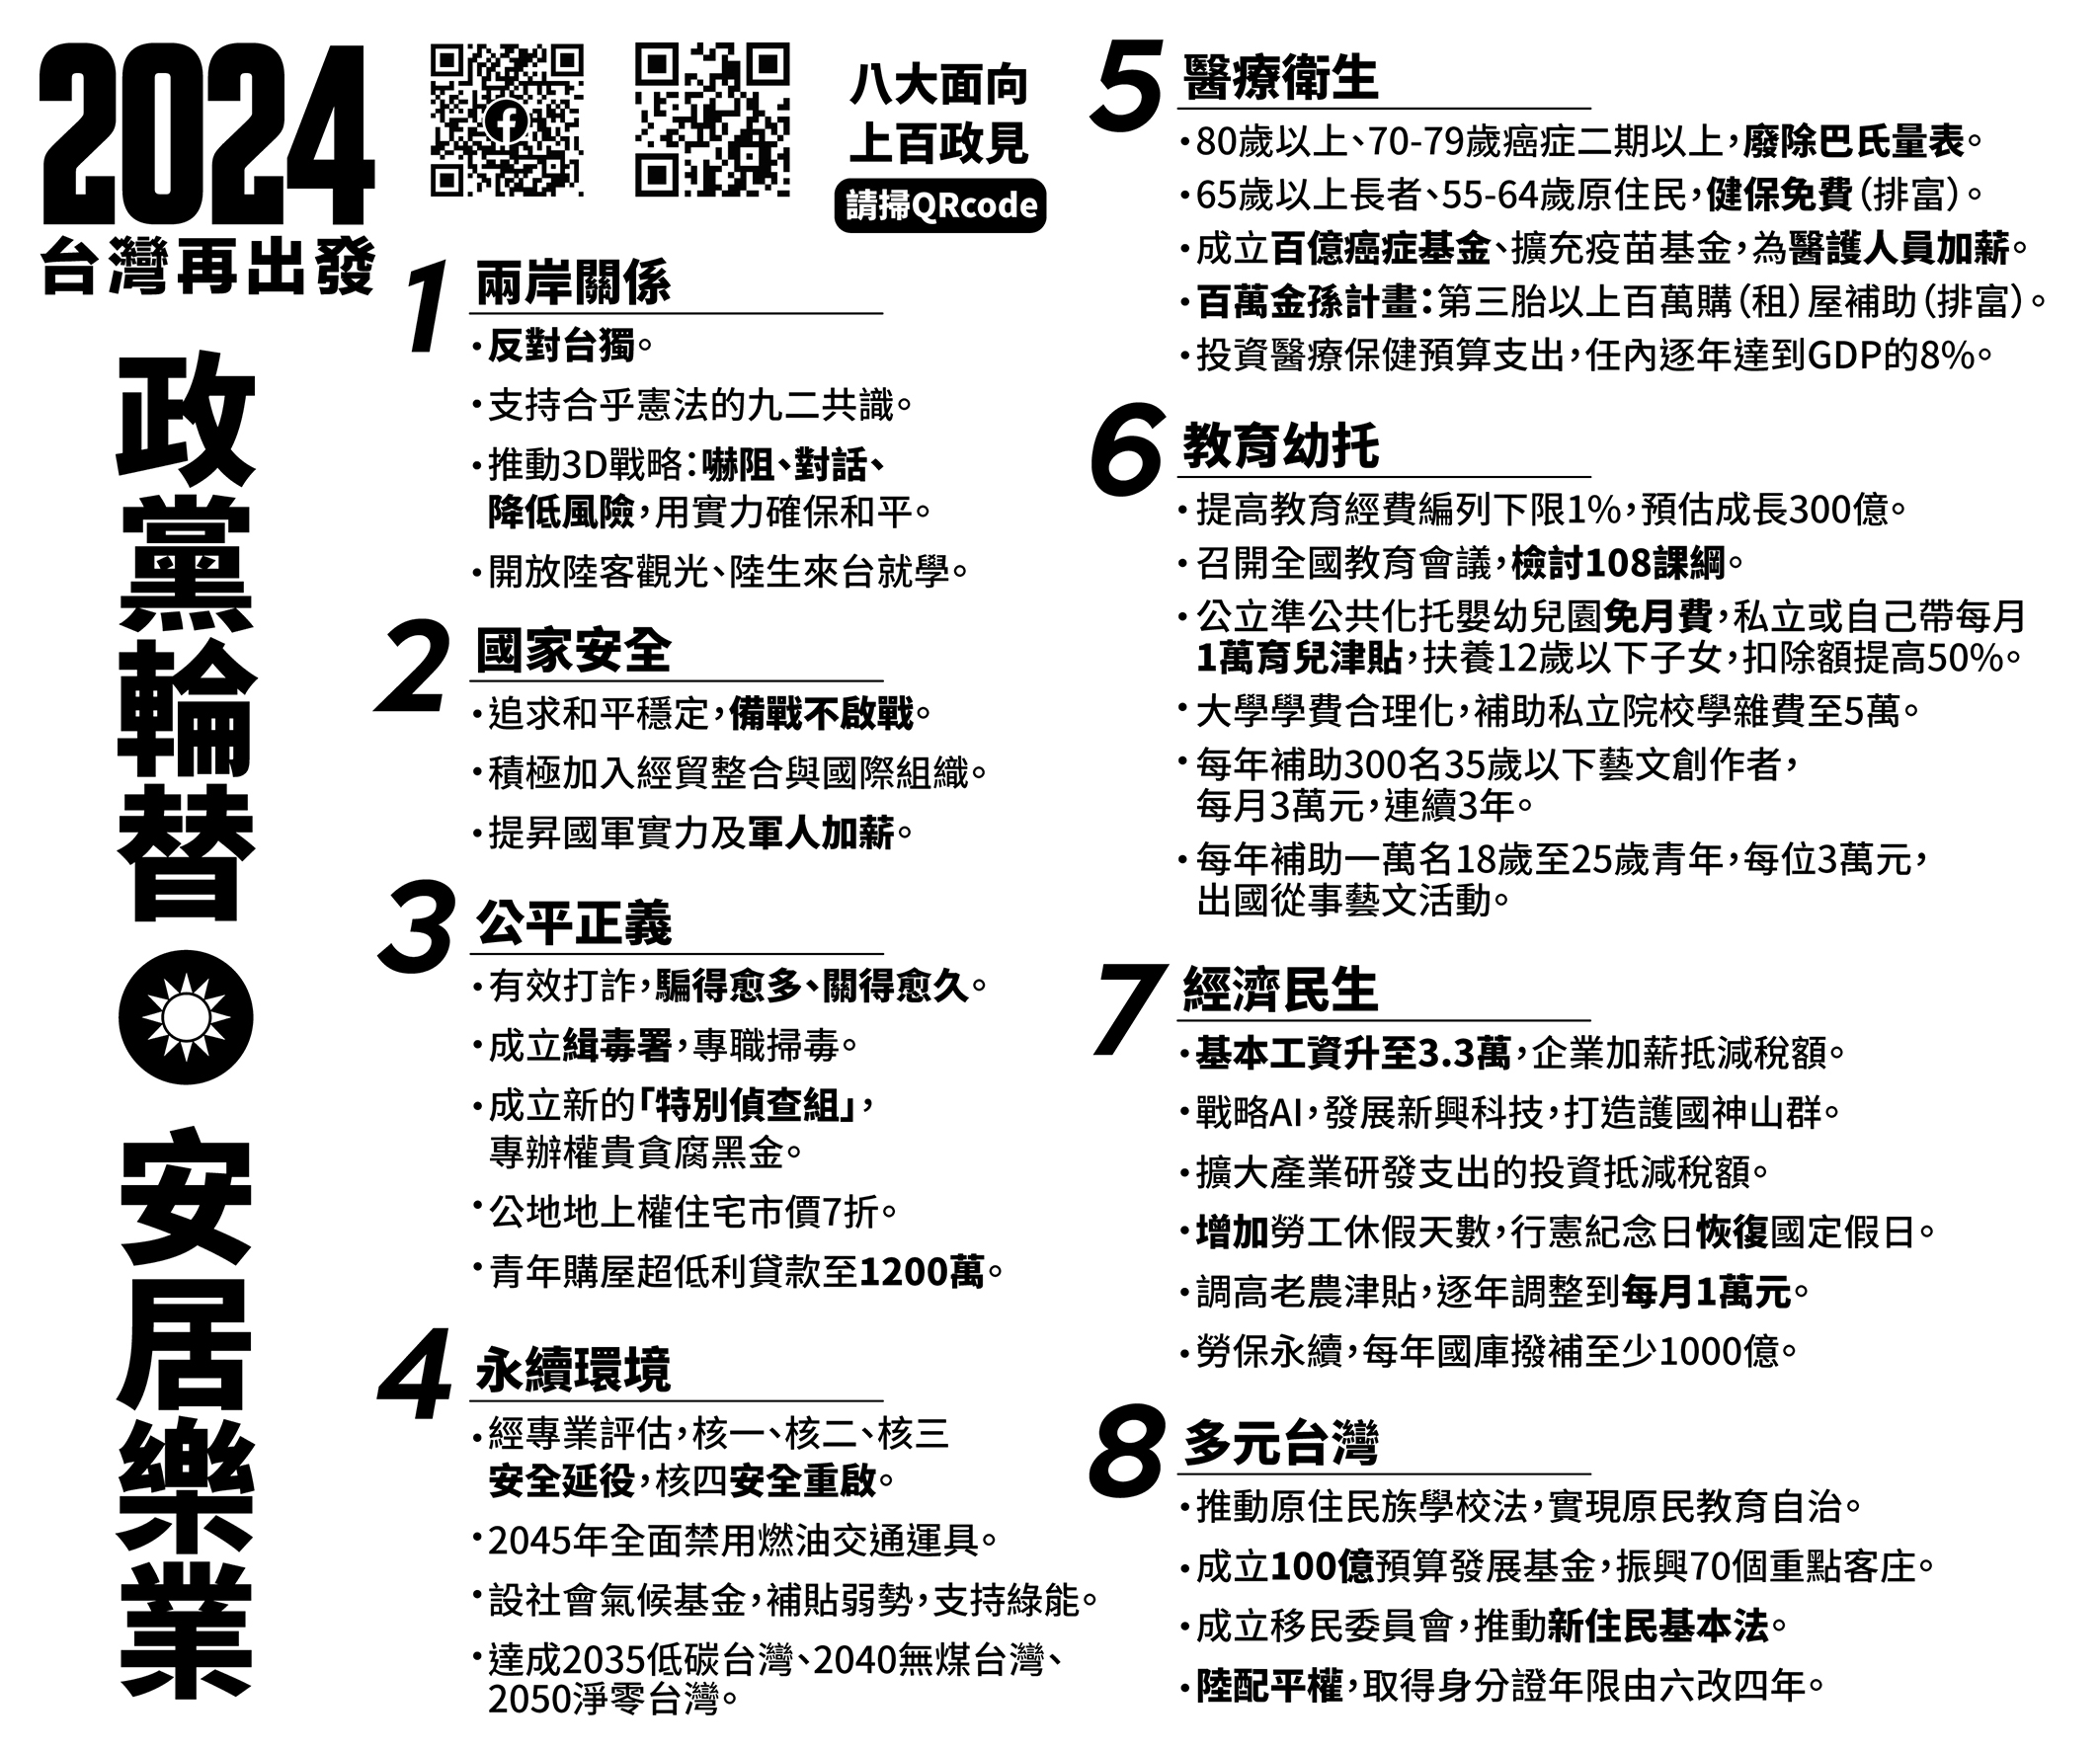 2024
台灣再出發
政黨輪替
安居樂業
八大面向
上百政見
請掃QRcode
1 兩岸關係
•反對台獨。
•支持合乎憲法的九二共識。
•推動3D戰略：嚇阻、對話、
降低風險，用實力確保和平。
•開放陸客觀光、陸生來台就學。
2 國家安全
•追求和平穩定，備戰不啟戰。
•積極加入經貿整合與國際組織。
•提昇國軍實力及軍人加薪。
3 公平正義
•有效打詐，騙得愈多、關得愈久。
•成立緝毒署，專職掃毒。
•成立新的「特別偵查組」，
專辦權貴貪腐黑金。
•公地地上權住宅市價7折。
•青年購屋超低利貸款至1200萬。
4 永續環境
•經專業評估，核一、核二、核三
安全延役，核四安全重啟。
•2045年全面禁用燃油交通運具。
•設社會氣候基金，補貼弱勢，支持綠能。
•達成2035低碳台灣、2040無煤台灣、
2050淨零台灣。
5 醫療衛生
•80歲以上、70-79歲癌症二期以上，廢除巴氏量表。
•65歲以上長者、55-64歲原住民，健保免費（排富）。
•成立百億癌症基金、擴充疫苗基金，為醫護人員加薪。
•百萬金孫計畫：第三胎以上百萬購（租）屋補助（排富）。
•投資醫療保健預算支出，任內逐年達到GDP的8%。
6 教育幼托
•提高教育經費編列下限1%，預估成長300億。
•召開全國教育會議，檢討108課綱。
•公立準公共化托嬰幼兒園免月費，私立或自己帶每月
1萬育兒津貼，扶養12歲以下子女，扣除額提高50%。
•大學學費合理化，補助私立院校學雜費至5萬。
•每年補助300名35歲以下藝文創作者，
每月3萬元，連續3年。
•每年補助一萬名18歲至25歲青年，每位3萬元，
出國從事藝文活動。
7 經濟民生
•基本工資升至3.3萬，企業加薪抵減稅額。
•戰略AI，發展新興科技，打造護國神山群。
•擴大產業研發支出的投資抵減稅額。
•增加勞工休假天數，行憲紀念日恢復國定假日。
•調高老農津貼，逐年調整到每月1萬元。
•勞保永續，每年國庫撥補至少1000億。
8 多元台灣
•推動原住民族學校法，實現原民教育自治。
•成立100億預算發展基金，振興70個重點客庄。
•成立移民委員會，推動新住民基本法。
•陸配平權，取得身分證年限由六改四年。